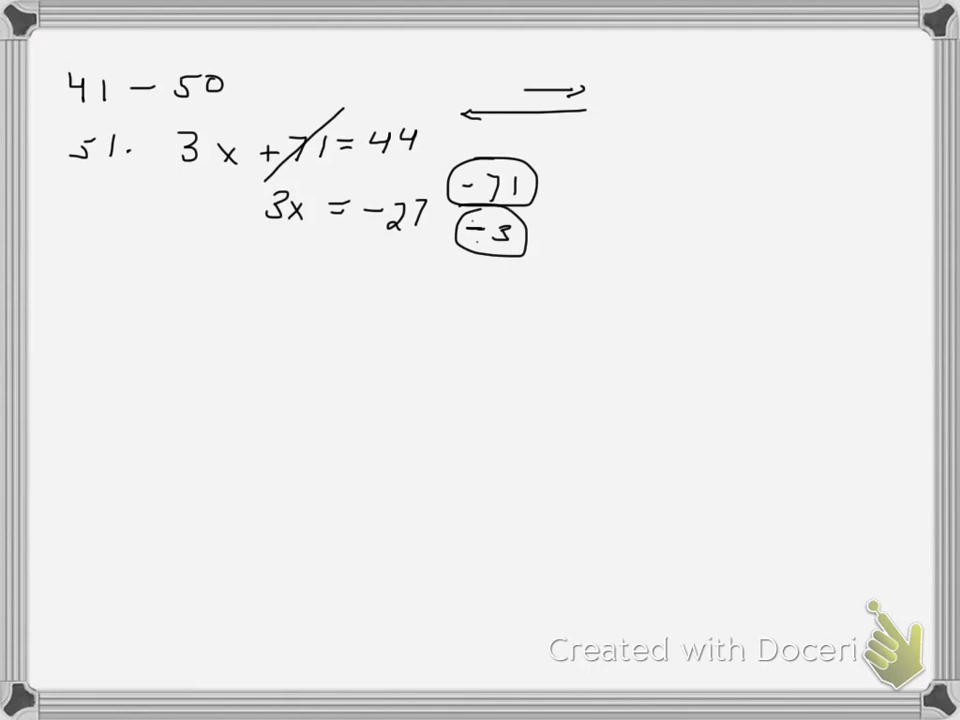 41 - 50
51. 3x + 71 = 44
- 71
3x = -27
÷ 3
Created with Doceri